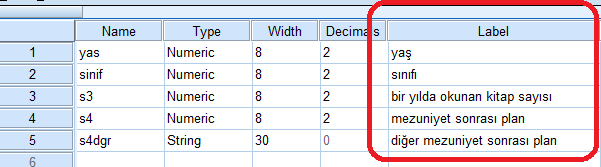 Name Type Width Decimals Label
1 yas Numeric 8 2 yaş
2 sinif Numeric 8 2 sınıfı
3 s3 Numeric 8 2 bir yılda okunan kitap sayısı
4 s4 Numeric 8 2 mezuniyet sonrası plan
5 s4dgr String 30 0 diğer mezuniyet sonrası plan
6